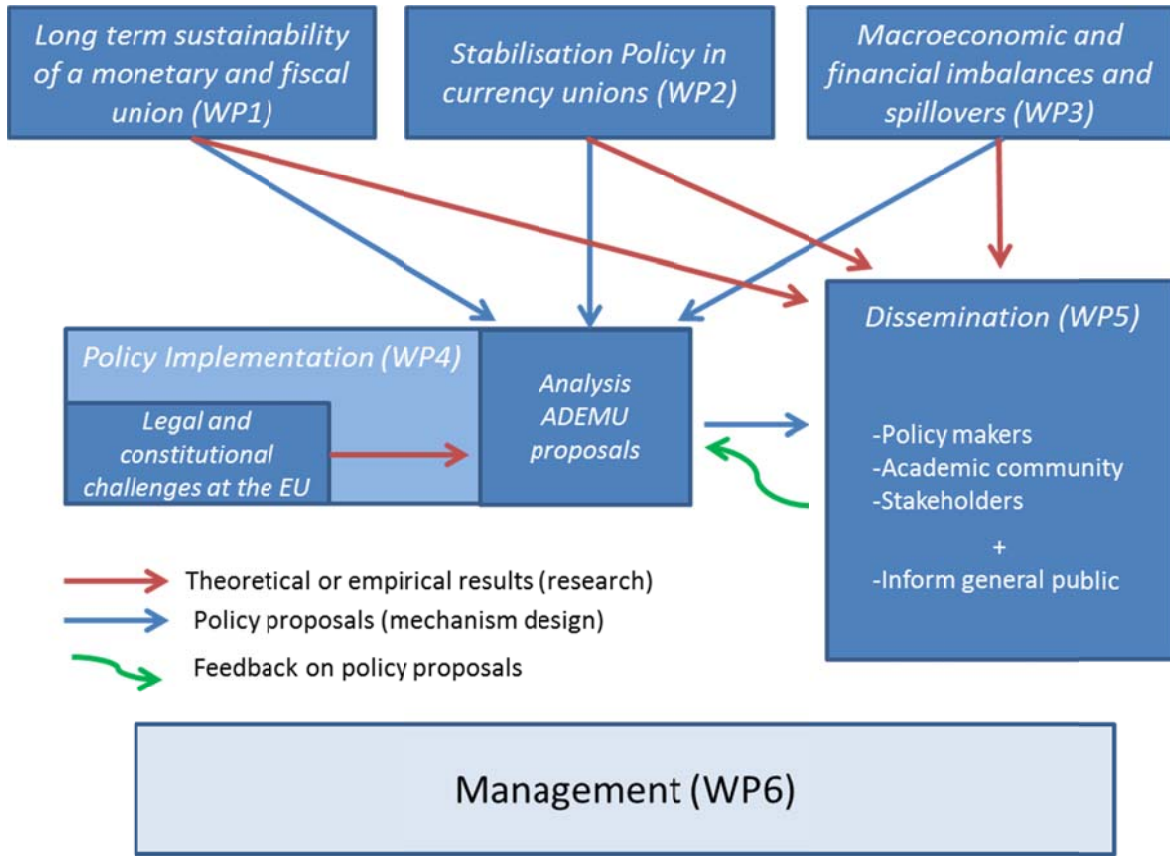 Long term sustainability
of a monetary and fiscal
union (WP1)
Stabilisation Policy in
currency unions (WP2)
Macroeconomic and
financial imbalances and
spillovers (WP3)
Policy Implementation (WP4)
Legal and
constitutional
challenges at the EU
Analysis
ADEMU
proposals
Dissemination (WP5)
-Policy makers
-Academic community
-Stakeholders
+
-Inform general public
Theoretical or empirical results (research)
Policy proposals (mechanism design)
Feedback on policy proposals
Management (WP6)